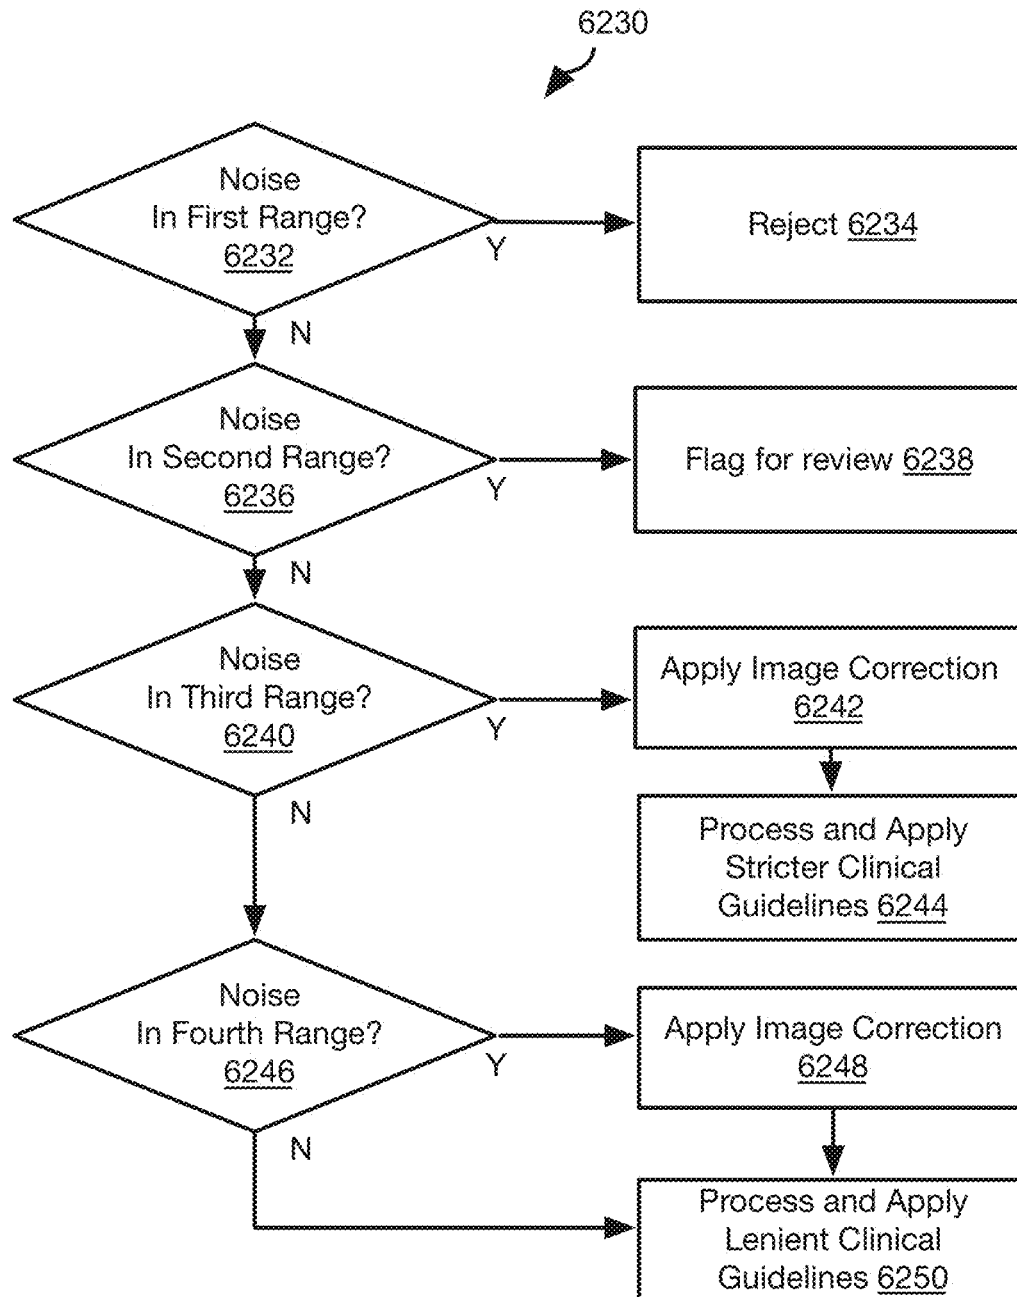 6230
Noise
In First Range?
6232
Y
N
Reject 6234
Noise
In Second Range?
6236
Y
N
Flag for review 6238
Noise
In Third Range?
6240
Y
N
Apply Image Correction
6242
Process and Apply
Stricter Clinical
Guidelines 6244
Noise
In Fourth Range?
6246
Y
N
Apply Image Correction
6248
Process and Apply
Lenient Clinical
Guidelines 6250